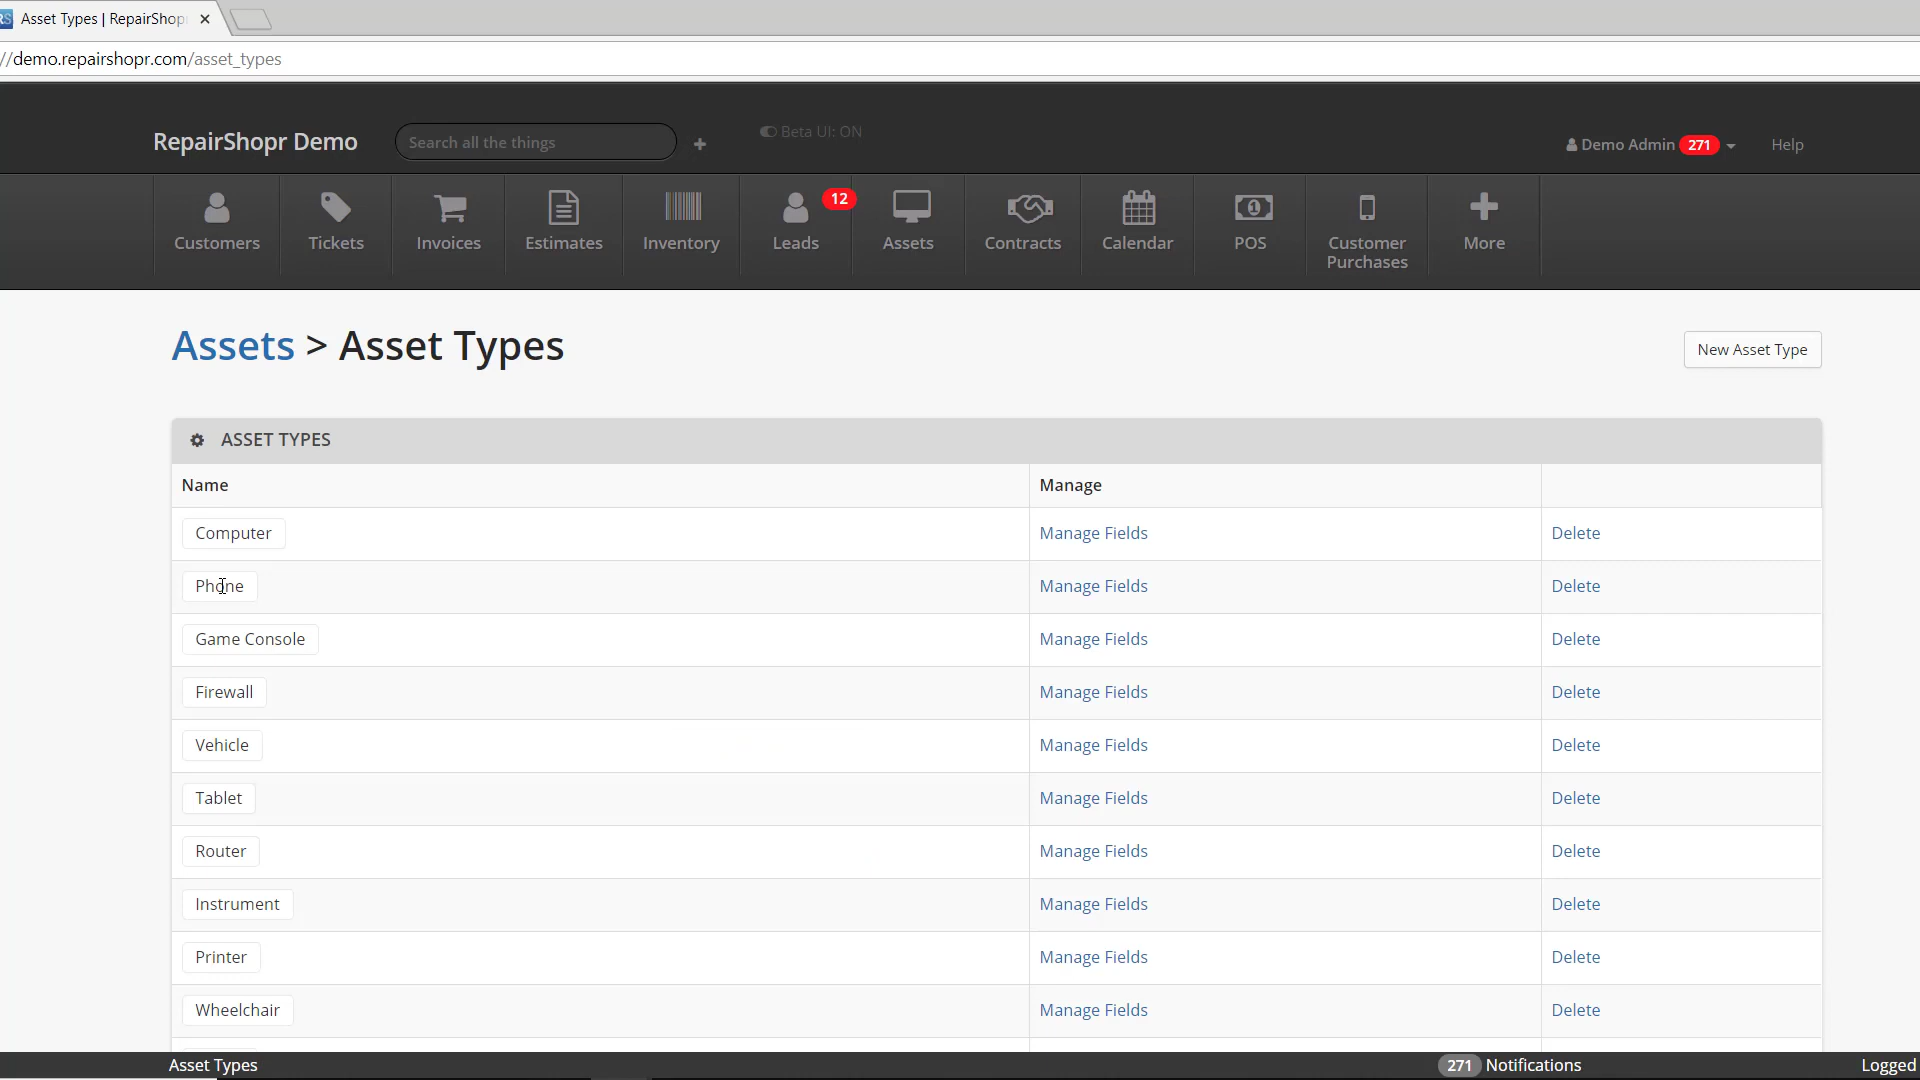 Asset Types | RepairShop
//demo.repairshopr.com/asset_types
RepairShopr Demo
Search all the things
Beta UI: ON
Demo Admin 271
Help
Customers
Tickets
Invoices
Estimates
Inventory
Leads
12
Assets
Contracts
Calendar
POS
Customer
Purchases
More
Assets > Asset Types
New Asset Type
ASSET TYPES
Name Manage
Computer Manage Fields Delete
Phone Manage Fields Delete
Game Console Manage Fields Delete
Firewall Manage Fields Delete
Vehicle Manage Fields Delete
Tablet Manage Fields Delete
Router Manage Fields Delete
Instrument Manage Fields Delete
Printer Manage Fields Delete
Wheelchair Manage Fields Delete
Asset Types 271 Notifications Logged